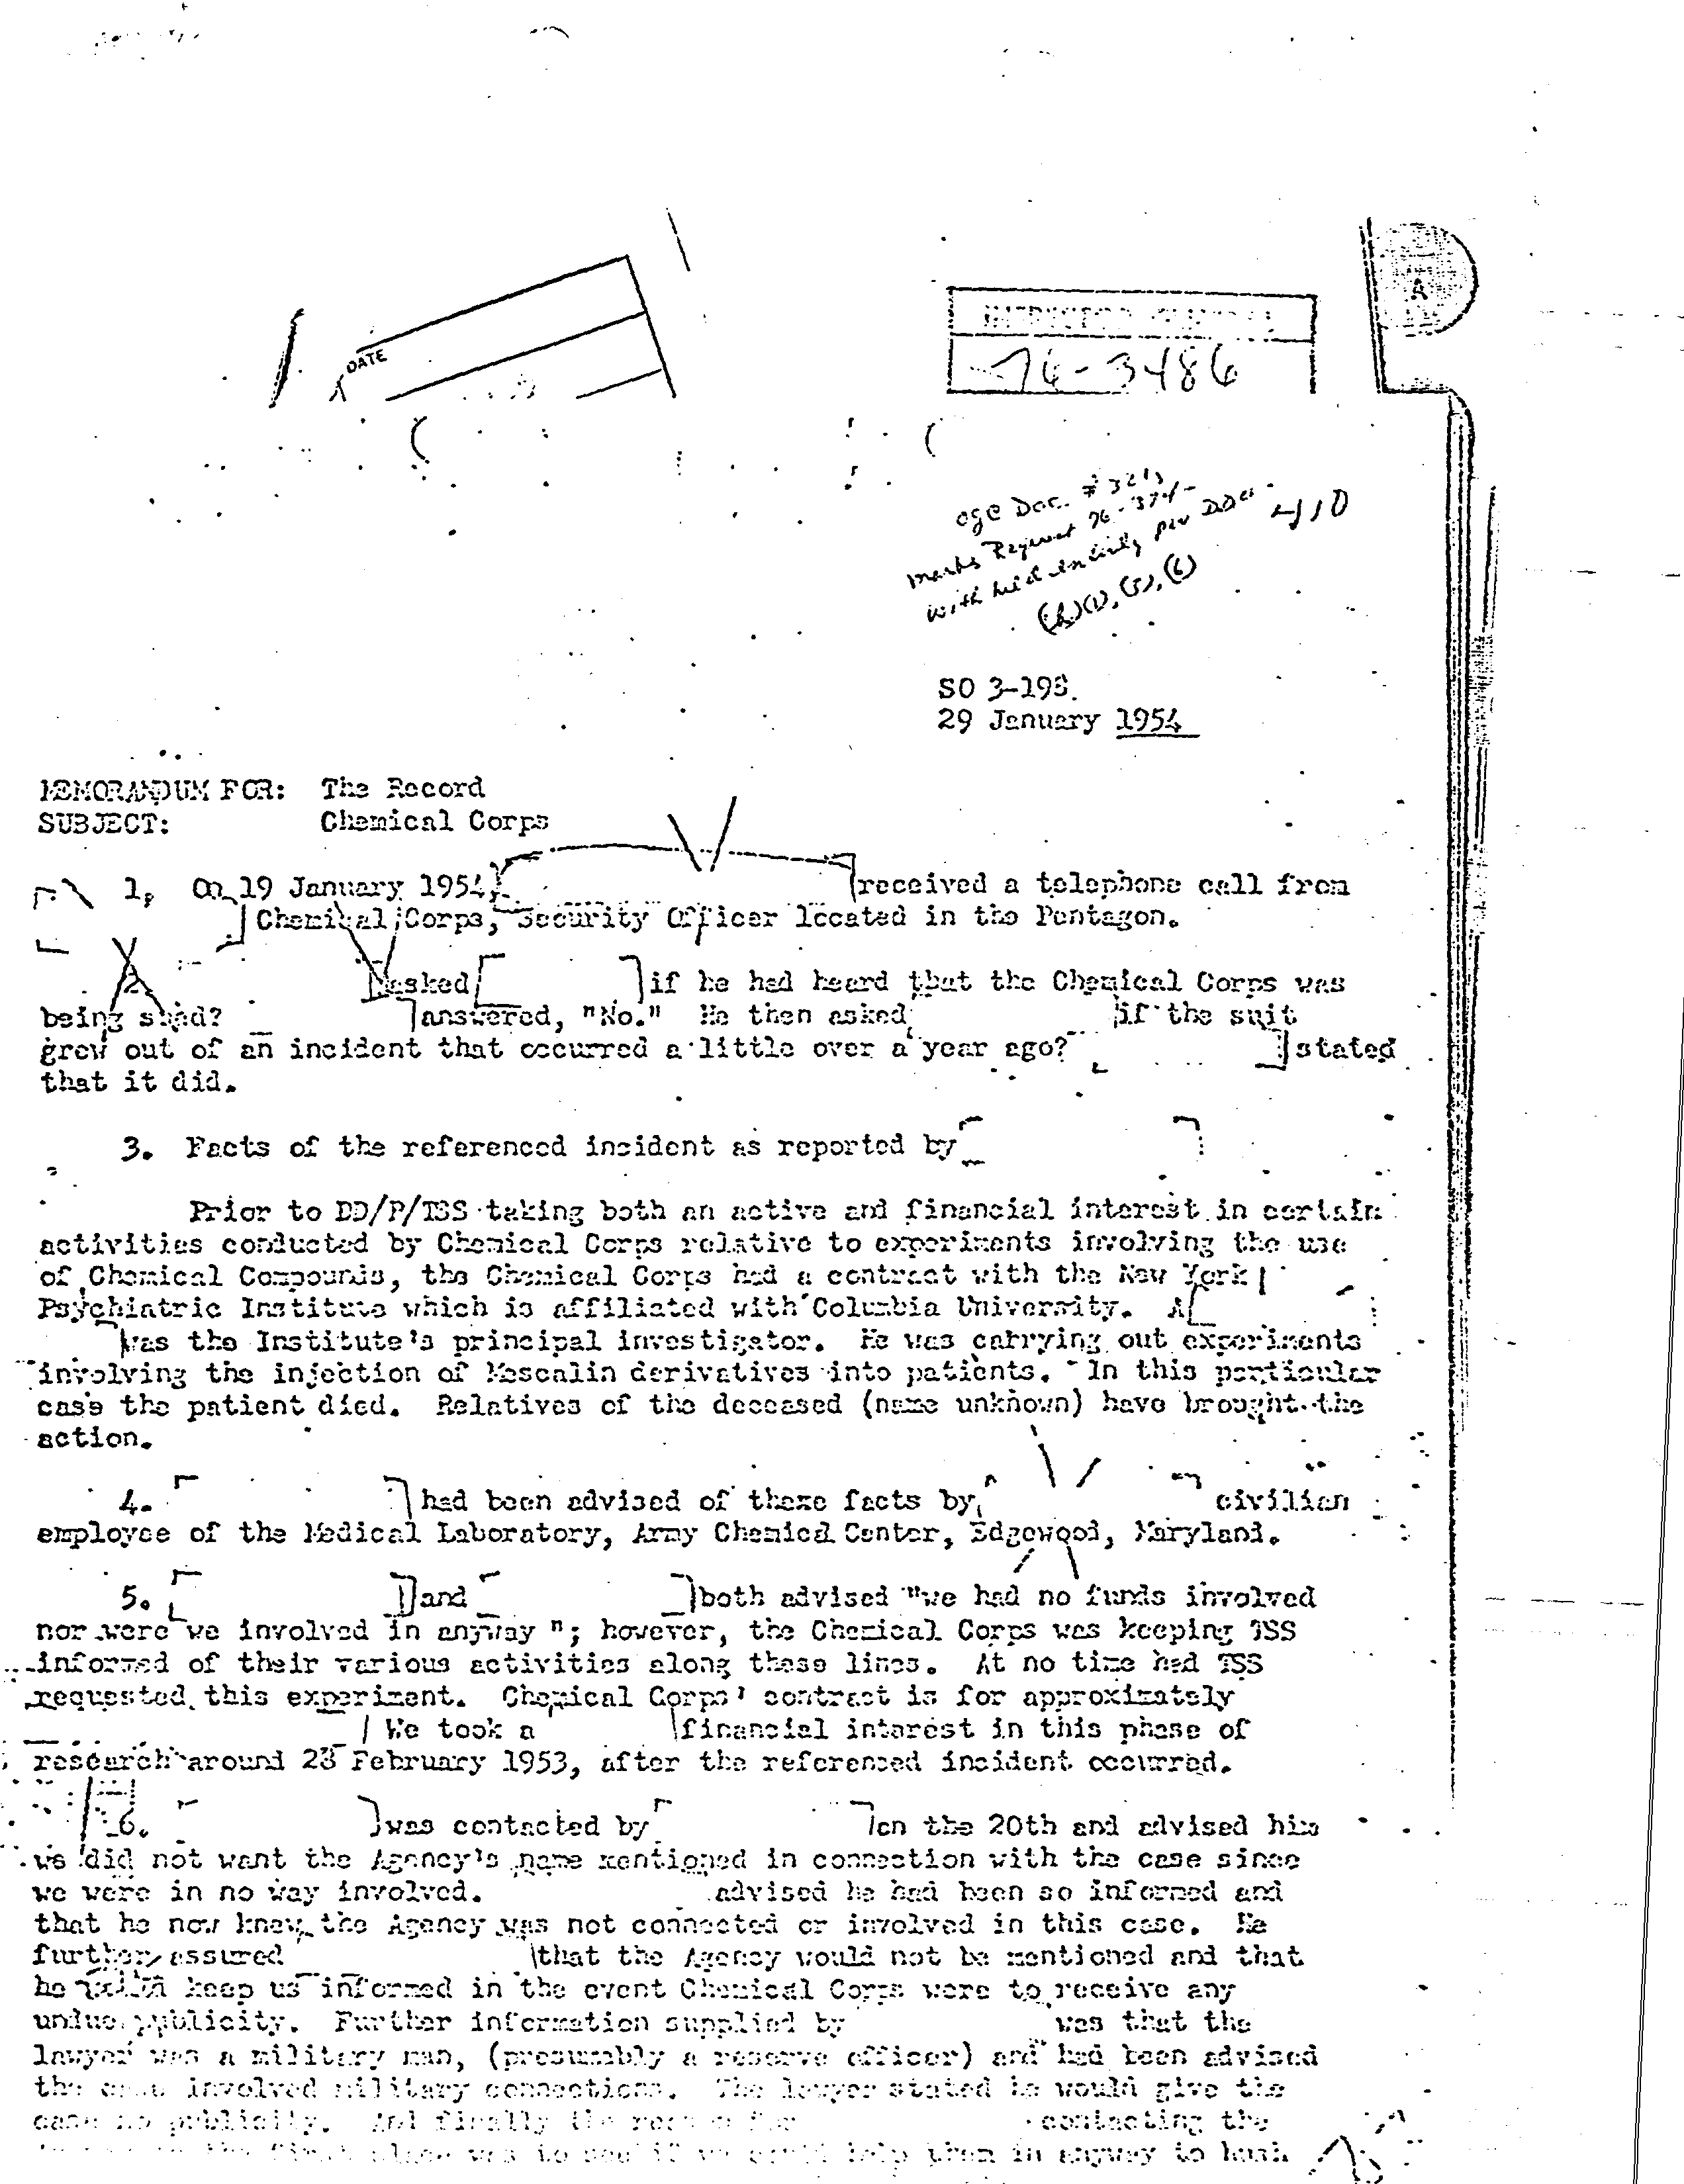 DATE
INSPECTOR GENERAL
76-3486
A
OGC Doc. #
Marks Request 76-
withheld entirely per
(b)(1), (5), (6)
SO 3-198
29 January 1954
MEMORANDUM FOR: The Record
SUBJECT: Chemical Corps
1. On 19 January 1954 received a telephone call from
Chemical Corps, Security Officer located in the Pentagon.
2. asked if he had heard that the Chemical Corps was
being sued? answered, "No." He then asked if the suit
grew out of an incident that occurred a little over a year ago? stated
that it did.
3. Facts of the referenced incident as reported by
Prior to DD/P/TSS taking both an active and financial interest in certain
activities conducted by Chemical Corps relative to experiments involving the use
of Chemical Compounds, the Chemical Corps had a contract with the New York
Psychiatric Institute which is affiliated with Columbia University. A
was the Institute's principal investigator. He was carrying out experiments
involving the injection of Mescalin derivatives into patients. In this particular
case the patient died. Relatives of the deceased (name unknown) have brought the
action.
4. had been advised of these facts by civilian
employee of the Medical Laboratory, Army Chemical Center, Edgewood, Maryland.
5. and both advised "we had no funds involved
nor were we involved in anyway"; however, the Chemical Corps was keeping TSS
informed of their various activities along these lines. At no time had TSS
requested this experiment. Chemical Corps' contract is for approximately
We took a financial interest in this phase of
research around 23 February 1953, after the referenced incident occurred.
6. was contacted by on the 20th and advised him
we did not want the Agency's name mentioned in connection with the case since
we were in no way involved. advised he had been so informed and
that he now knew the Agency was not connected or involved in this case. He
further assured that the Agency would not be mentioned and that
he would keep us informed in the event Chemical Corps were to receive any
undue publicity. Further information supplied by was that the
lawyer was a military man, (presumably a reserve officer) and had been advised
the case involved military connections. The lawyer stated he would give the
case no publicity. And finally the reason for contacting the
in the first place was to see if we could help them in anyway to hush